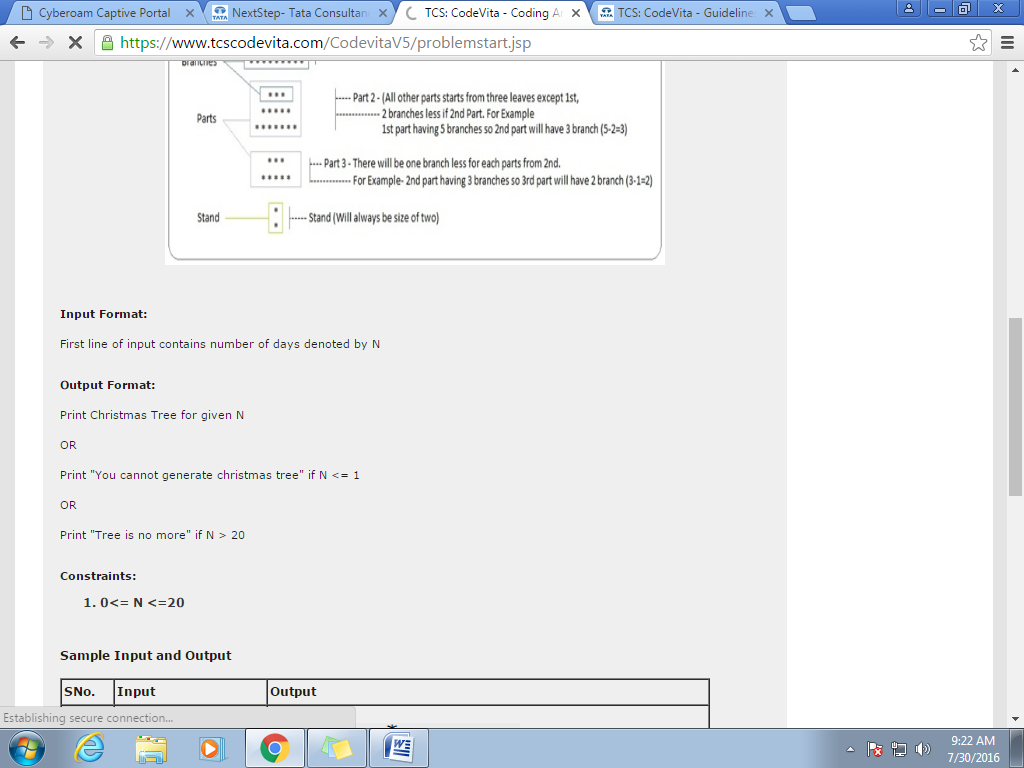 Cyberoam Captive Portal
NextStep- Tata Consultan
TCS: CodeVita - Coding A
TCS: CodeVita - Guideline
https://www.tcscodevita.com/CodevitaV5/problemstart.jsp
Branches
Parts
Part 2 - (All other parts starts from three leaves except 1st,
2 branches less if 2nd Part. For Example
1st part having 5 branches so 2nd part will have 3 branch (5-2=3)
Part 3 - There will be one branch less for each parts from 2nd.
For Example- 2nd part having 3 branches so 3rd part will have 2 branch (3-1=2)
Stand
Stand (Will always be size of two)
Input Format:
First line of input contains number of days denoted by N
Output Format:
Print Christmas Tree for given N
OR
Print "You cannot generate christmas tree" if N <= 1
OR
Print "Tree is no more" if N > 20
Constraints:
1. 0<= N <=20
Sample Input and Output
SNo. Input Output
Establishing secure connection...
9:22 AM
7/30/2016